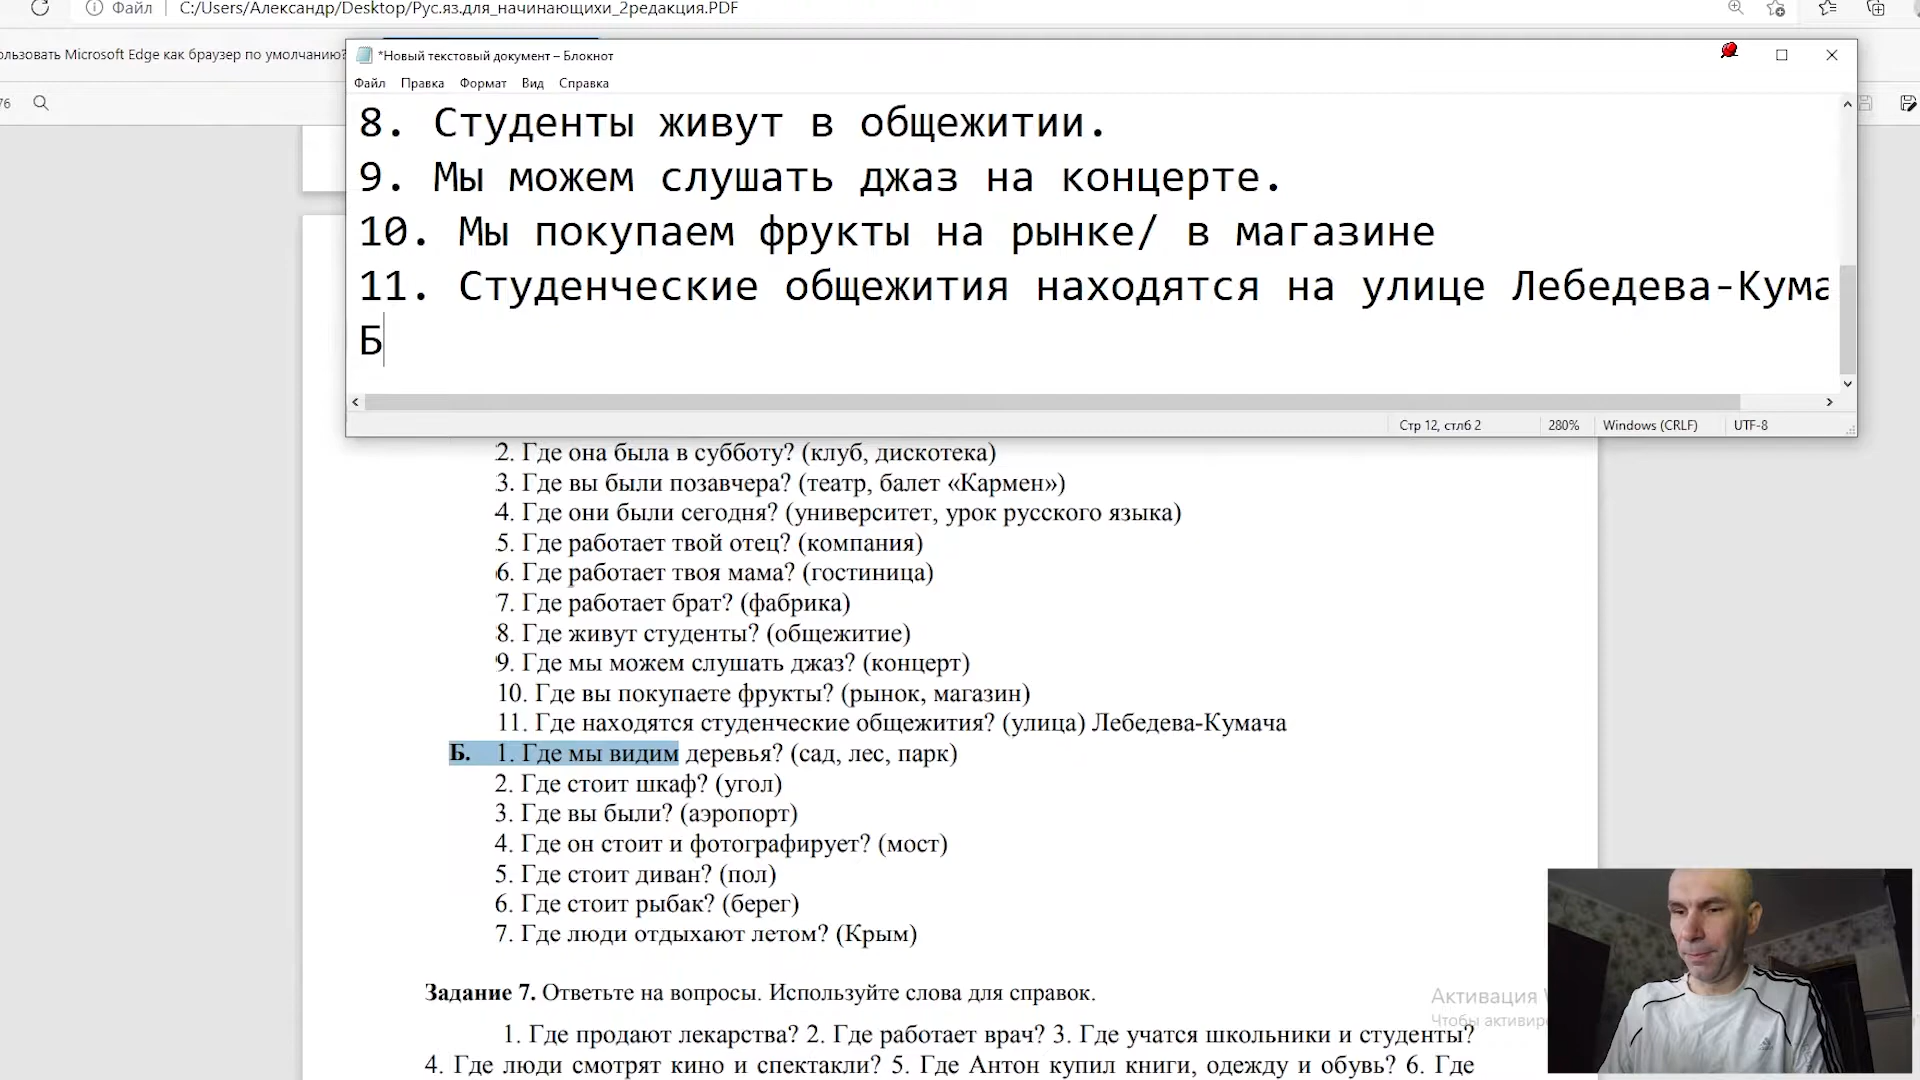 Файл C:/Users/Александр/Desktop/Рус.яз.для_начинающихи_2редакция.PDF
Microsoft Edge как браузер по умолчанию?
*Новый текстовый документ – Блокнот
Файл Правка Формат Вид Справка
76
8. Студенты живут в общежитии.
9. Мы можем слушать джаз на концерте.
10. Мы покупаем фрукты на рынке/ в магазине
11. Студенческие общежития находятся на улице Лебедева-Кума
Б
Стр 12, стлб 2 280% Windows (CRLF) UTF-8
2. Где она была в субботу? (клуб, дискотека)
3. Где вы были позавчера? (театр, балет «Кармен»)
4. Где они были сегодня? (университет, урок русского языка)
5. Где работает твой отец? (компания)
6. Где работает твоя мама? (гостиница)
7. Где работает брат? (фабрика)
8. Где живут студенты? (общежитие)
9. Где мы можем слушать джаз? (концерт)
10. Где вы покупаете фрукты? (рынок, магазин)
11. Где находятся студенческие общежития? (улица) Лебедева-Кумача
Б. 1. Где мы видим деревья? (сад, лес, парк)
2. Где стоит шкаф? (угол)
3. Где вы были? (аэропорт)
4. Где он стоит и фотографирует? (мост)
5. Где стоит диван? (пол)
6. Где стоит рыбак? (берег)
7. Где люди отдыхают летом? (Крым)
Задание 7. Ответьте на вопросы. Используйте слова для справок.
1. Где продают лекарства? 2. Где работает врач? 3. Где учатся школьники и студенты?
4. Где люди смотрят кино и спектакли? 5. Где Антон купил книги, одежду и обувь? 6. Где
Активация
Чтобы